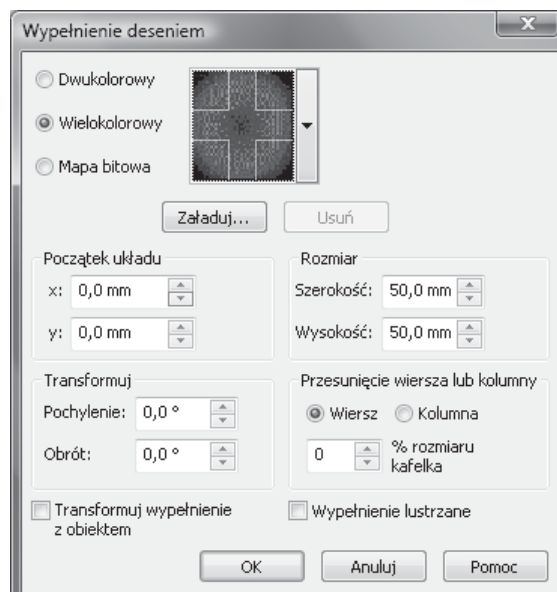 Wypełnienie deseniem
Dwukolorowy
Wielokolorowy
Mapa bitowa
Załaduj... Usuń
Początek układu
x: 0,0 mm
y: 0,0 mm
Rozmiar
Szerokość: 50,0 mm
Wysokość: 50,0 mm
Transformuj
Pochylenie: 0,0 °
Obrót: 0,0 °
Przesunięcie wiersza lub kolumny
Wiersz Kolumna
0 % rozmiaru
kafelka
Transformuj wypełnienie
z obiektem
Wypełnienie lustrzane
OK Anuluj Pomoc